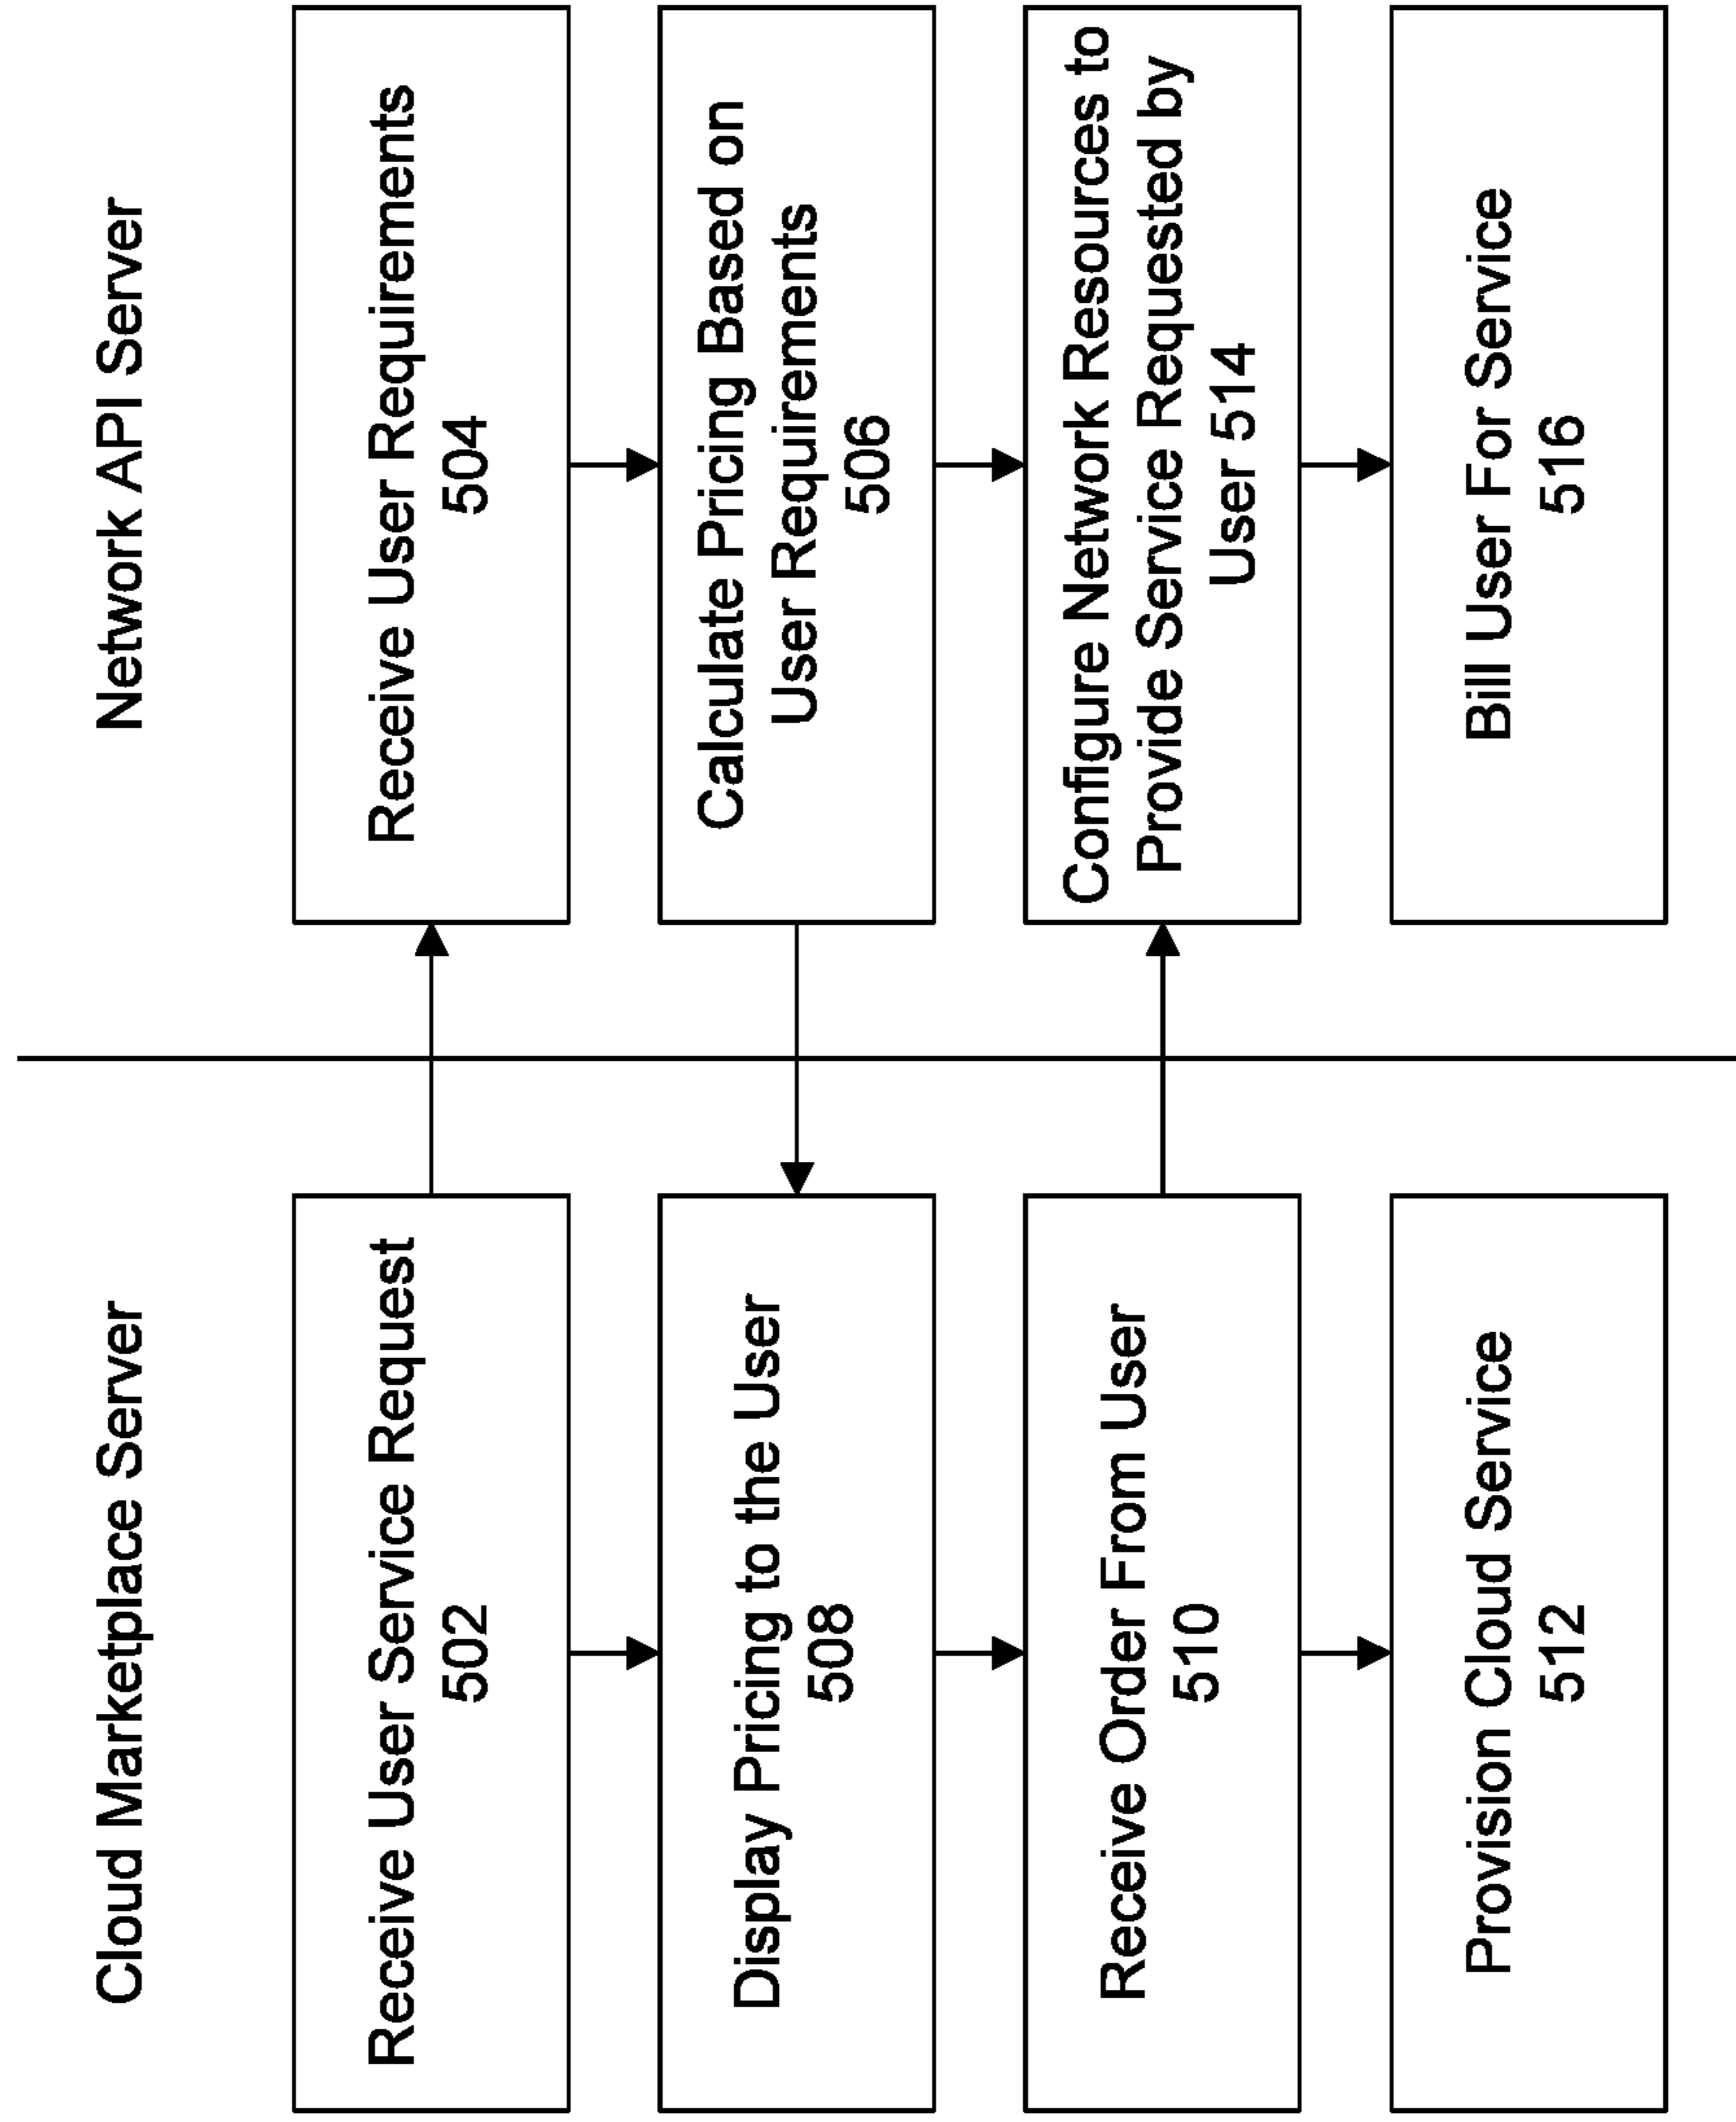 Cloud Marketplace Server
Network API Server
Receive User Service Request
502
Receive User Requirements
504
Display Pricing to the User
508
Calculate Pricing Based on
User Requirements
506
Receive Order From User
510
Configure Network Resources to
Provide Service Requested by
User 514
Provision Cloud Service
512
Bill User For Service
516